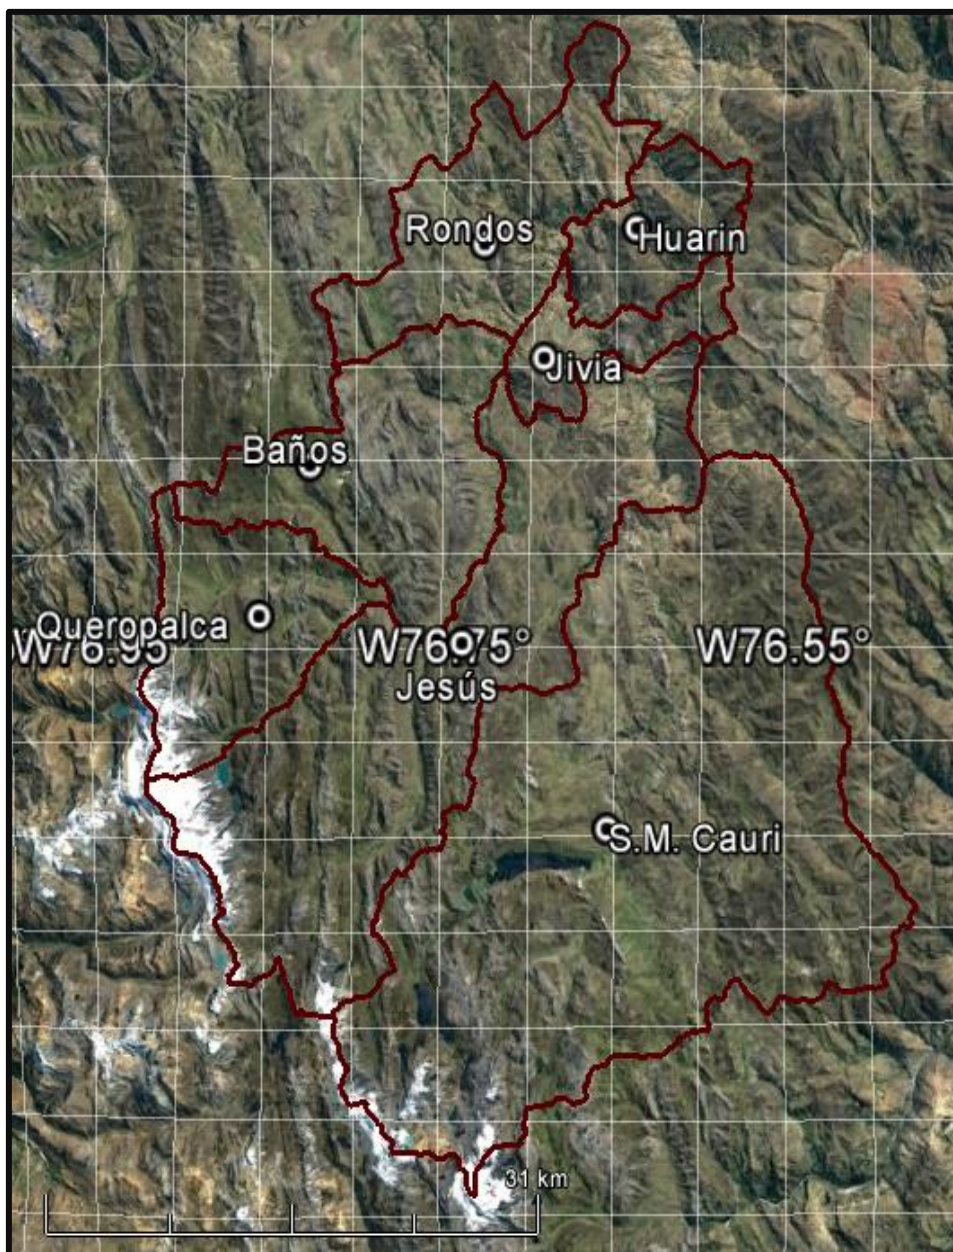 Rondos
Huarin
Jivia
Baños
Queropalca
W76.95°
W76.75°
W76.55°
Jesús
S.M. Cauri
31 km